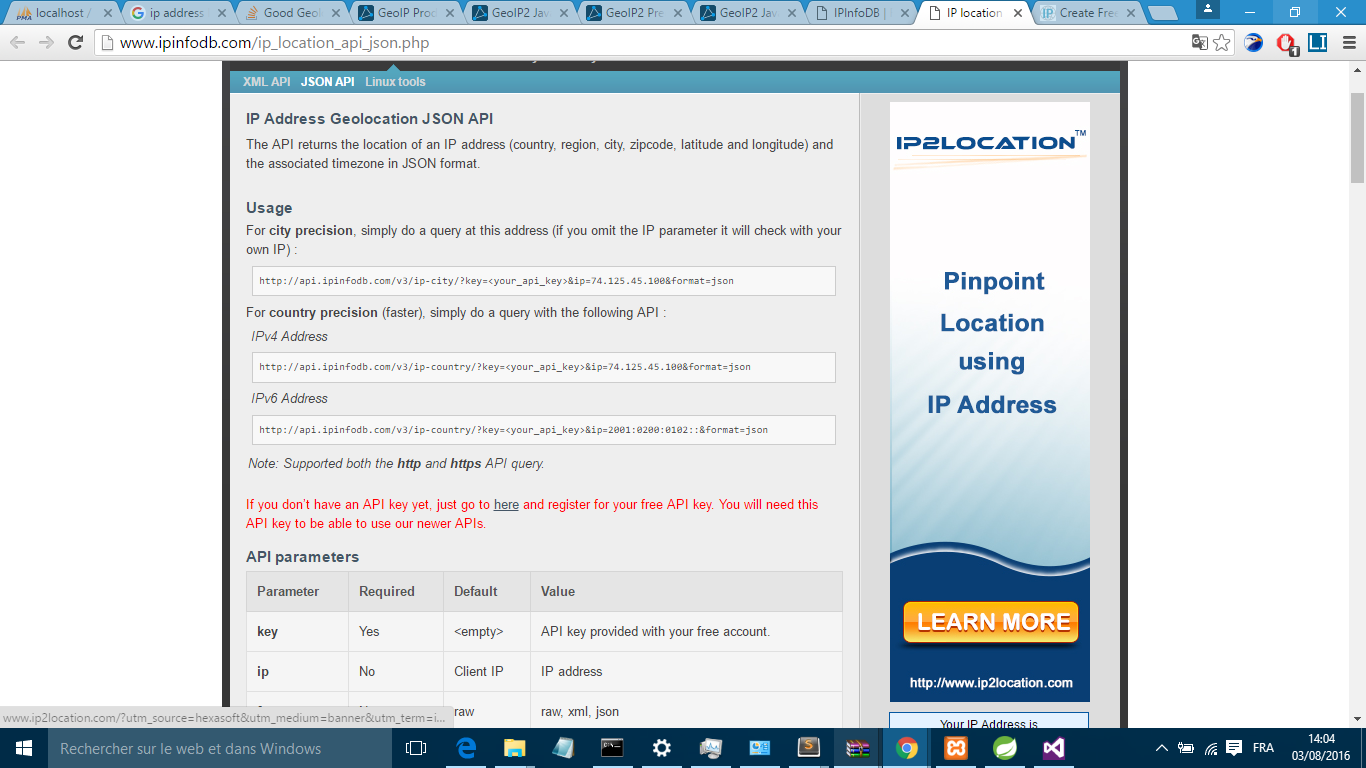 localhost /
ip address
Good Geol
GeoIP Proc
GeoIP2 Jav
GeoIP2 Pre
GeoIP2 Jav
IPInfoDB |
IP location
Create Free
www.ipinfodb.com/ip_location_api_json.php
1
LI
XML API JSON API Linux tools
IP Address Geolocation JSON API
The API returns the location of an IP address (country, region, city, zipcode, latitude and longitude) and
the associated timezone in JSON format.
Usage
For city precision, simply do a query at this address (if you omit the IP parameter it will check with your
own IP) :
http://api.ipinfodb.com/v3/ip-city/?key=<your_api_key>&ip=74.125.45.100&format=json
For country precision (faster), simply do a query with the following API :
IPv4 Address
http://api.ipinfodb.com/v3/ip-country/?key=<your_api_key>&ip=74.125.45.100&format=json
IPv6 Address
http://api.ipinfodb.com/v3/ip-country/?key=<your_api_key>&ip=2001:0200:0102::&format=json
Note: Supported both the http and https API query.
If you don't have an API key yet, just go to here and register for your free API key. You will need this
API key to be able to use our newer APIs.
API parameters
Parameter Required Default Value
key Yes <empty> API key provided with your free account.
ip No Client IP IP address
raw raw, xml, json
IP2LOCATION™
Pinpoint
Location
using
IP Address
LEARN MORE
http://www.ip2location.com
Your IP Address is
www.ip2location.com/?utm_source=hexasoft&utm_medium=banner&utm_term=i...
Rechercher sur le web et dans Windows
FRA
14:04
03/08/2016